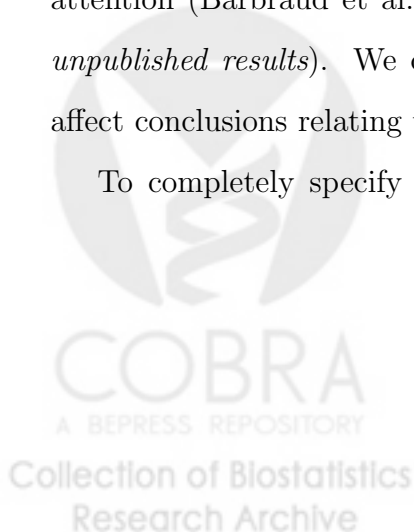 attention (Barbraud et al.
unpublished results). We
affect conclusions relating
To completely specify
COBRA
A BEPRESS REPOSITORY
Collection of Biostatistics
Research Archive